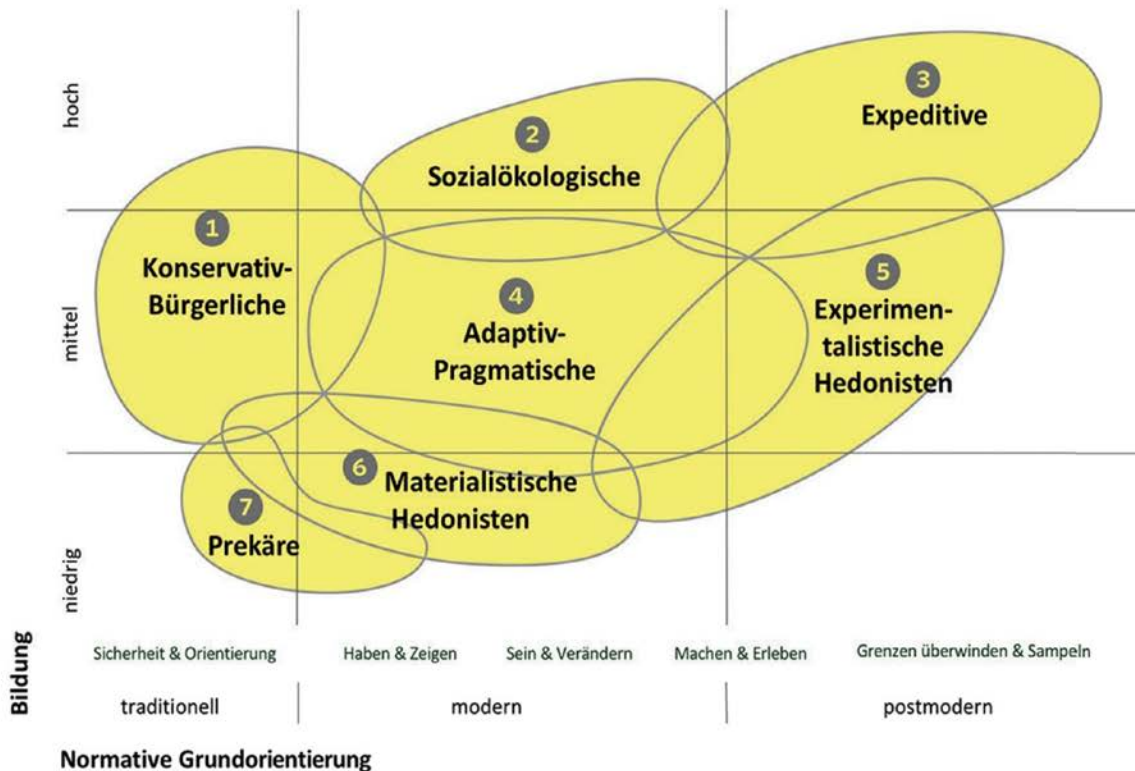 hoch
mittel
niedrig
Bildung
3
Expeditive
2
Sozialökologische
1
Konservativ-
Bürgerliche
4
Adaptiv-
Pragmatische
5
Experimen-
talistische
Hedonisten
6
Materialistische
Hedonisten
7
Prekäre
Sicherheit & Orientierung
Haben & Zeigen
Sein & Verändern
Machen & Erleben
Grenzen überwinden & Sampeln
traditionell
modern
postmodern
Normative Grundorientierung